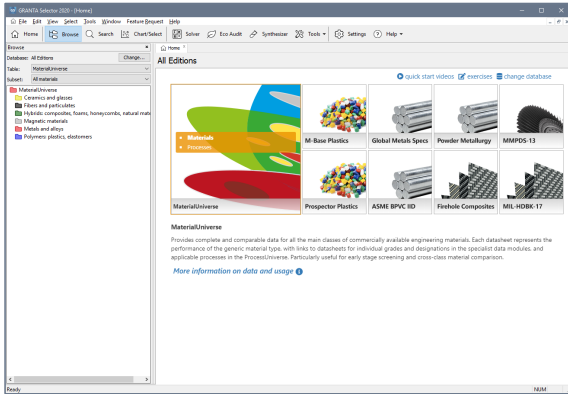 GRANTA Selector 2020 - [Home]
File Edit View Select Tools Window Feature Request Help
Home Browse Search Chart/Select Solver Eco Audit Synthesizer Tools Settings Help
Browse
Home
Database: All Editions Change...
All Editions
Table: MaterialUniverse
Subset: All materials
quick start videos exercises change database
MaterialUniverse
Ceramics and glasses
Fibers and particulates
Hybrids: composites, foams, honeycombs, natural mate
Magnetic materials
Metals and alloys
Polymers: plastics, elastomers
Materials
Processes
M-Base Plastics Global Metals Specs Powder Metallurgy MMPDS-13
MaterialUniverse Prospector Plastics ASME BPVC IID Firehole Composites MIL-HDBK-17
MaterialUniverse
Provides complete and comparable data for all the main classes of commercially available engineering materials. Each datasheet represents the
performance of the generic material type, with links to datasheets for individual grades and designations in the specialist data modules, and
applicable processes in the ProcessUniverse. Particularly useful for early stage screening and cross-class material comparison.
More information on data and usage
Ready NUM